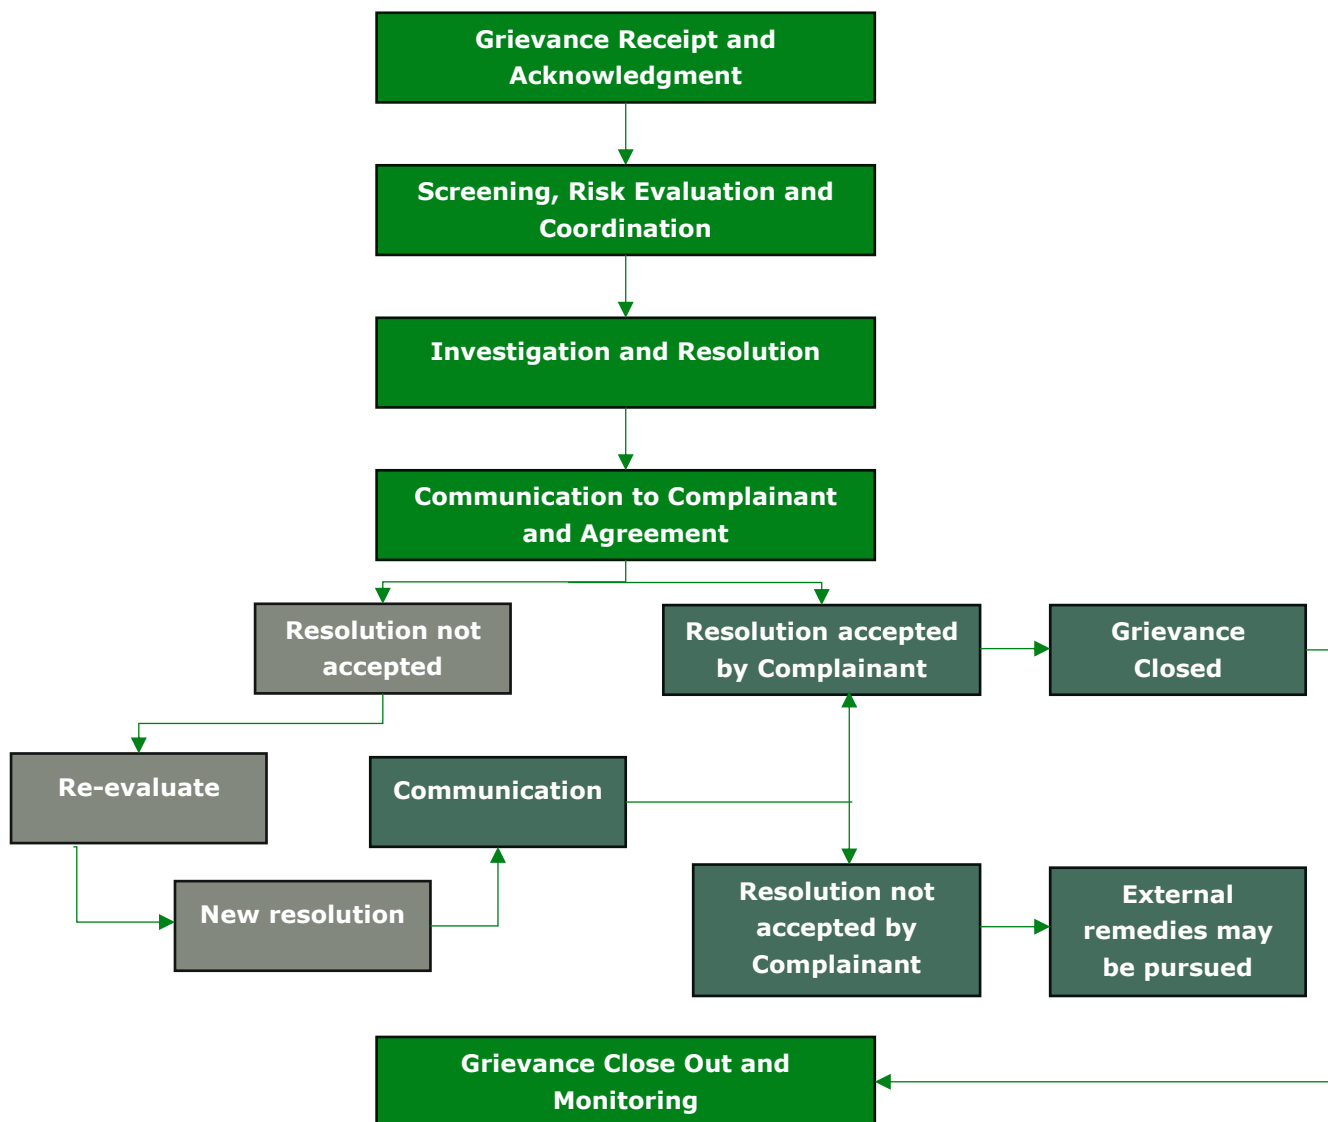 Grievance Receipt and
Acknowledgment
Screening, Risk Evaluation and
Coordination
Investigation and Resolution
Communication to Complainant
and Agreement
Resolution not
accepted
Resolution accepted
by Complainant
Grievance
Closed
Re-evaluate
Communication
New resolution
Resolution not
accepted by
Complainant
External
remedies may
be pursued
Grievance Close Out and
Monitoring